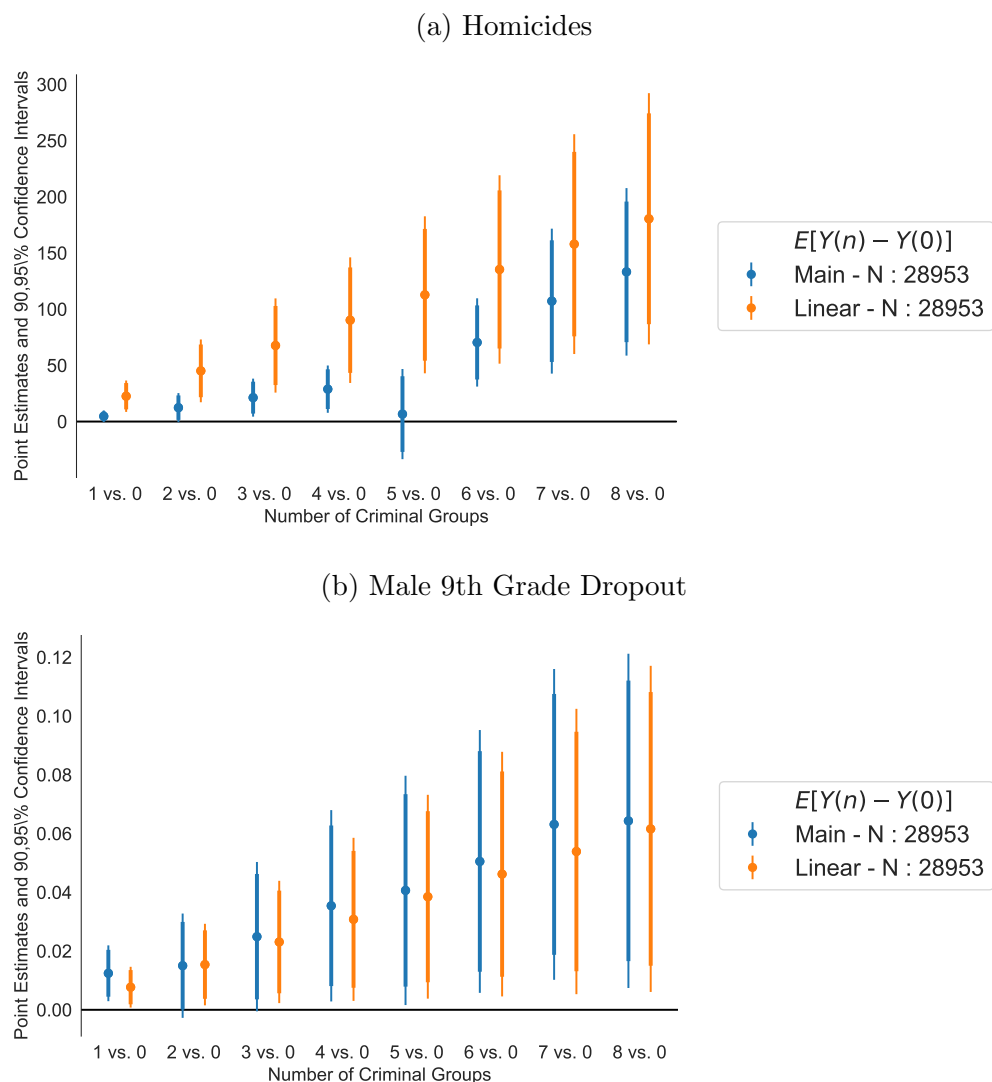 (a) Homicides
Point Estimates and 90,95\% Confidence Intervals
300
250
200
150
100
50
0
1 vs. 0 2 vs. 0 3 vs. 0 4 vs. 0 5 vs. 0 6 vs. 0 7 vs. 0 8 vs. 0
Number of Criminal Groups
E[Y(n) − Y(0)]
Main - N : 28953
Linear - N : 28953
(b) Male 9th Grade Dropout
Point Estimates and 90,95\% Confidence Intervals
0.12
0.10
0.08
0.06
0.04
0.02
0.00
1 vs. 0 2 vs. 0 3 vs. 0 4 vs. 0 5 vs. 0 6 vs. 0 7 vs. 0 8 vs. 0
Number of Criminal Groups
E[Y(n) − Y(0)]
Main - N : 28953
Linear - N : 28953